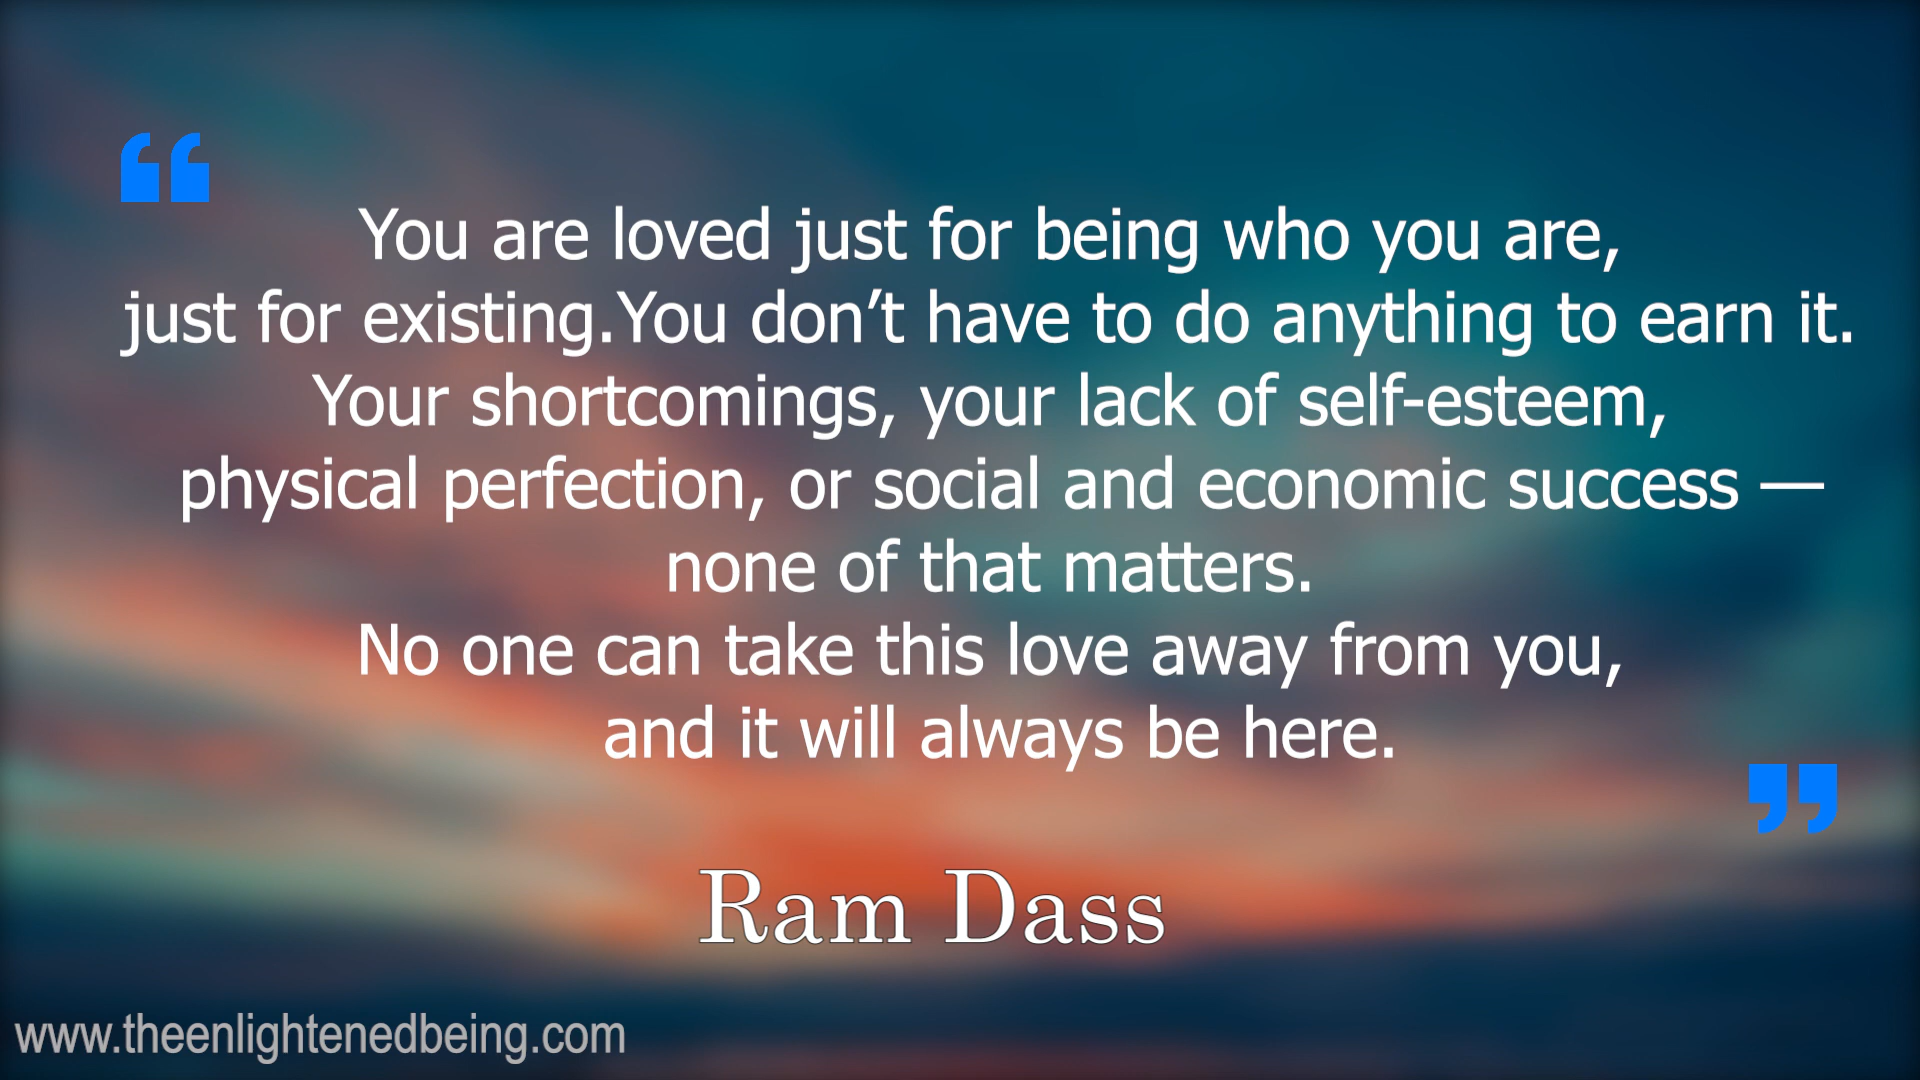 “
You are loved just for being who you are,
just for existing.You don’t have to do anything to earn it.
Your shortcomings, your lack of self-esteem,
physical perfection, or social and economic success —
none of that matters.
No one can take this love away from you,
and it will always be here.
”
Ram Dass
www.theenlightenedbeing.com